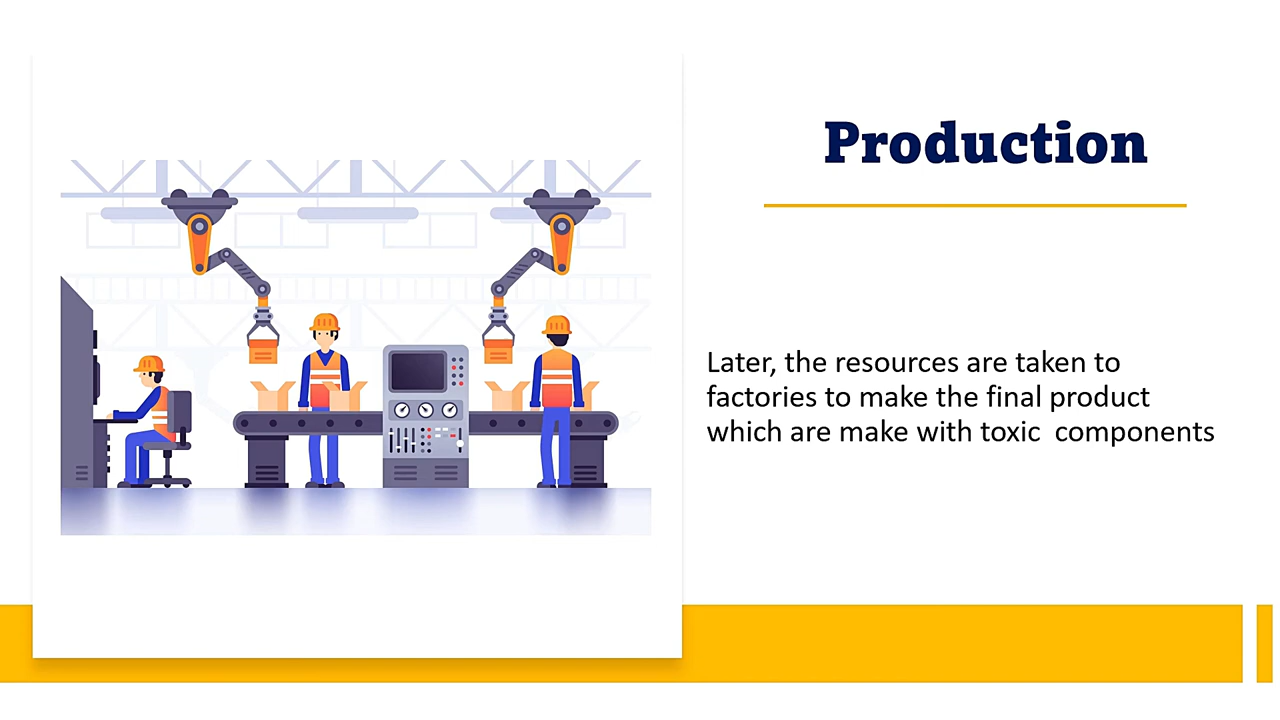 Production
Later, the resources are taken to
factories to make the final product
which are make with toxic  components